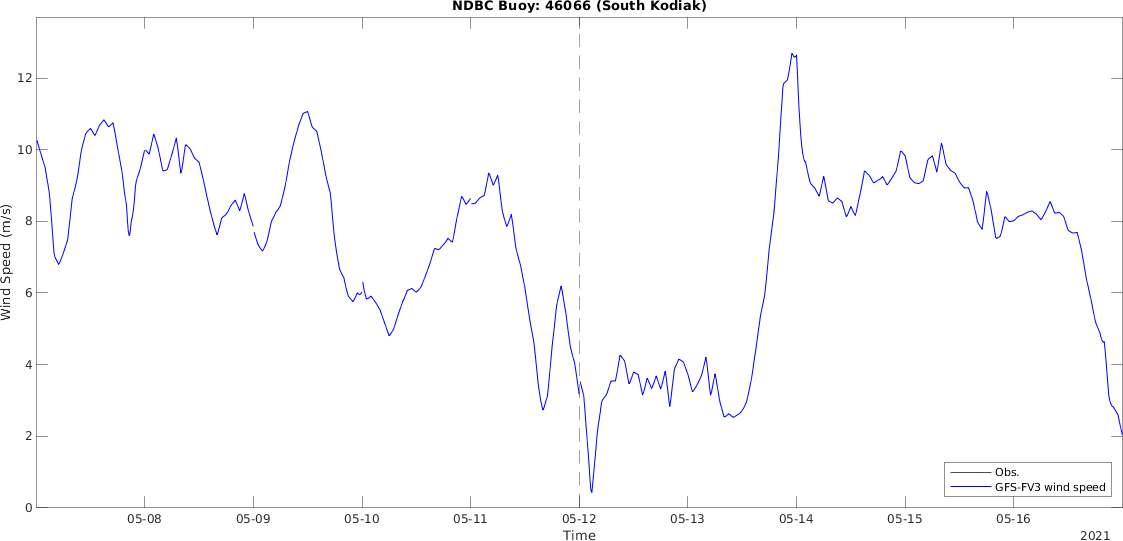 NDBC Buoy: 46066 (South Kodiak)
Wind Speed (m/s)
12
10
8
6
4
2
0
Obs.
GFS-FV3 wind speed
05-08 05-09 05-10 05-11 05-12 05-13 05-14 05-15 05-16
Time
2021